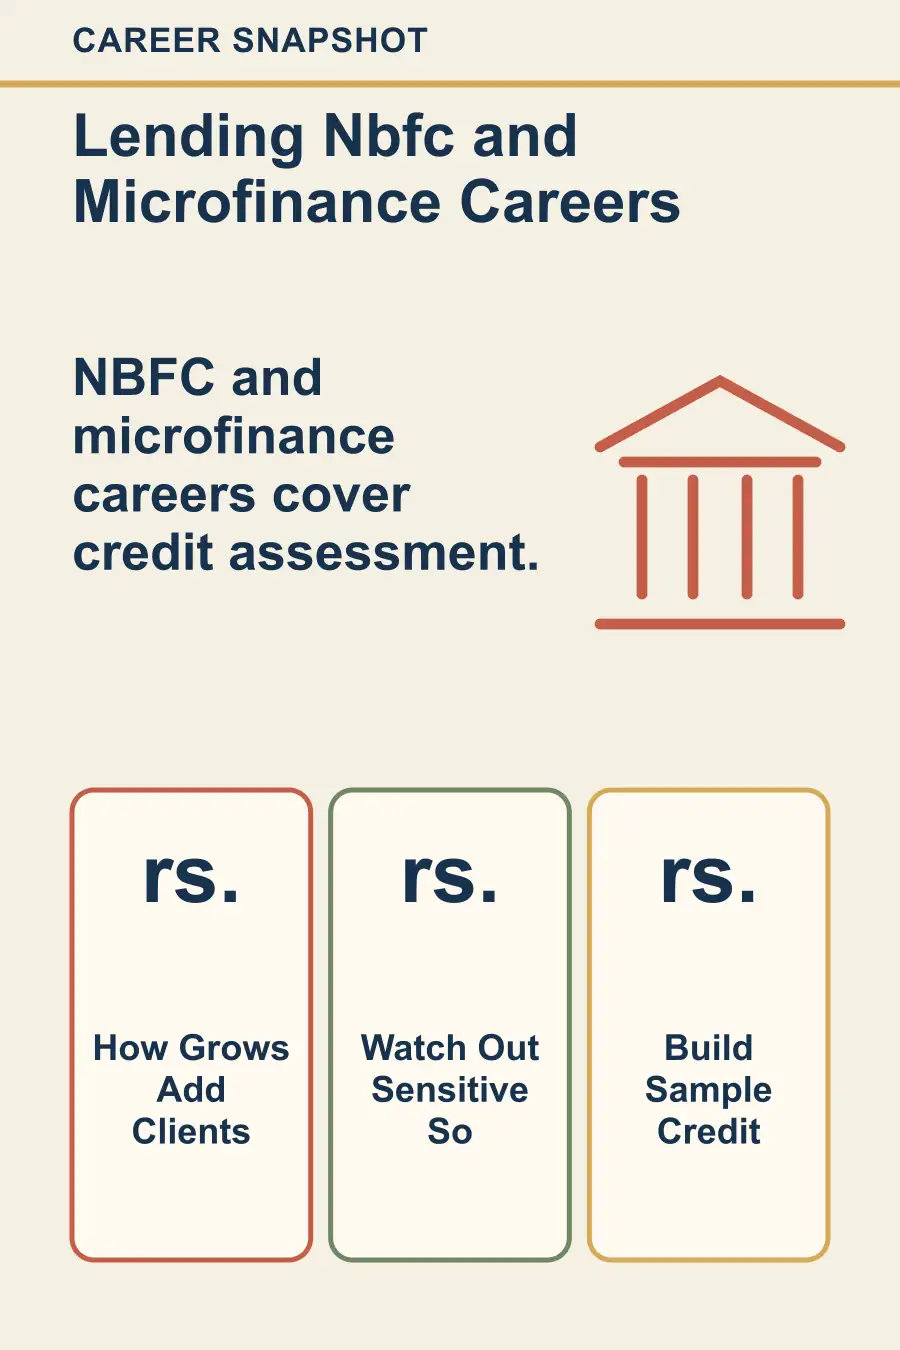 CAREER SNAPSHOT
Lending Nbfc and
Microfinance Careers
NBFC and
microfinance
careers cover
credit assessment.
rs.
How Grows
Add
Clients
rs.
Watch Out
Sensitive
So
rs.
Build
Sample
Credit